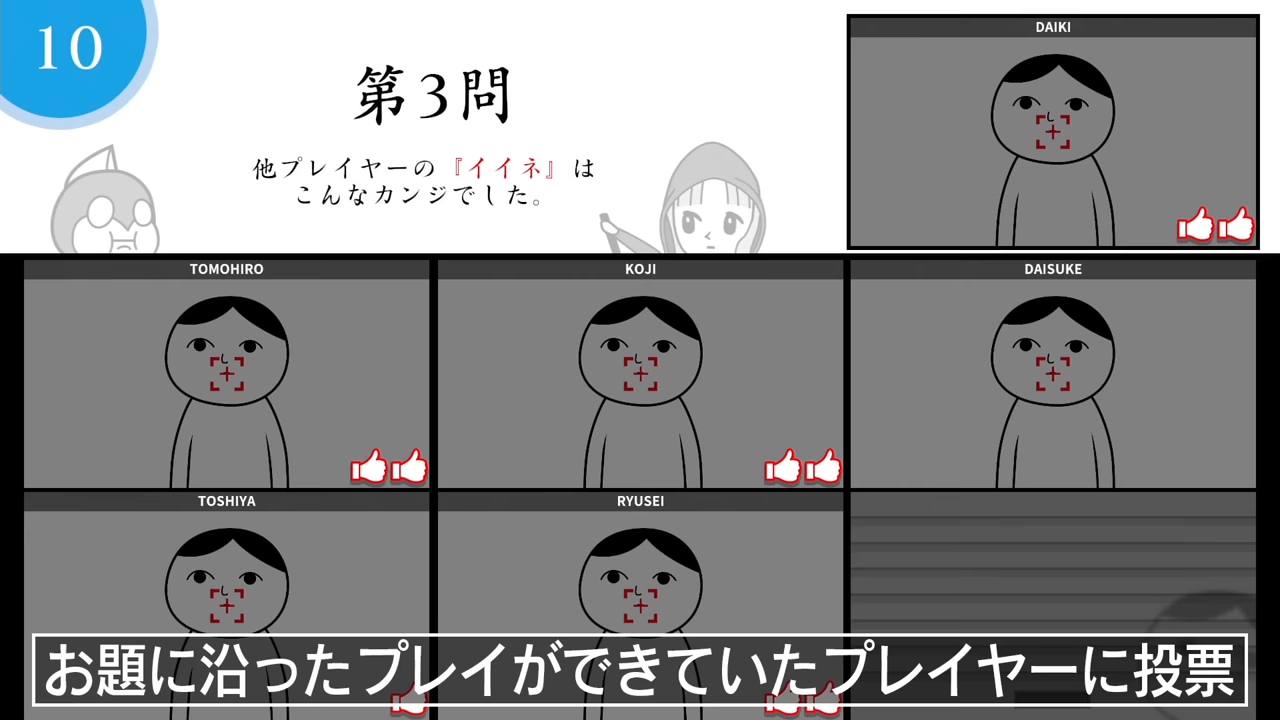 10
第3問
他プレイヤーの『イイネ』は
こんなカンジでした。
DAIKI
TOMOHIRO
KOJI
DAISUKE
TOSHIYA
RYUSEI
お題に沿ったプレイができていたプレイヤーに投票